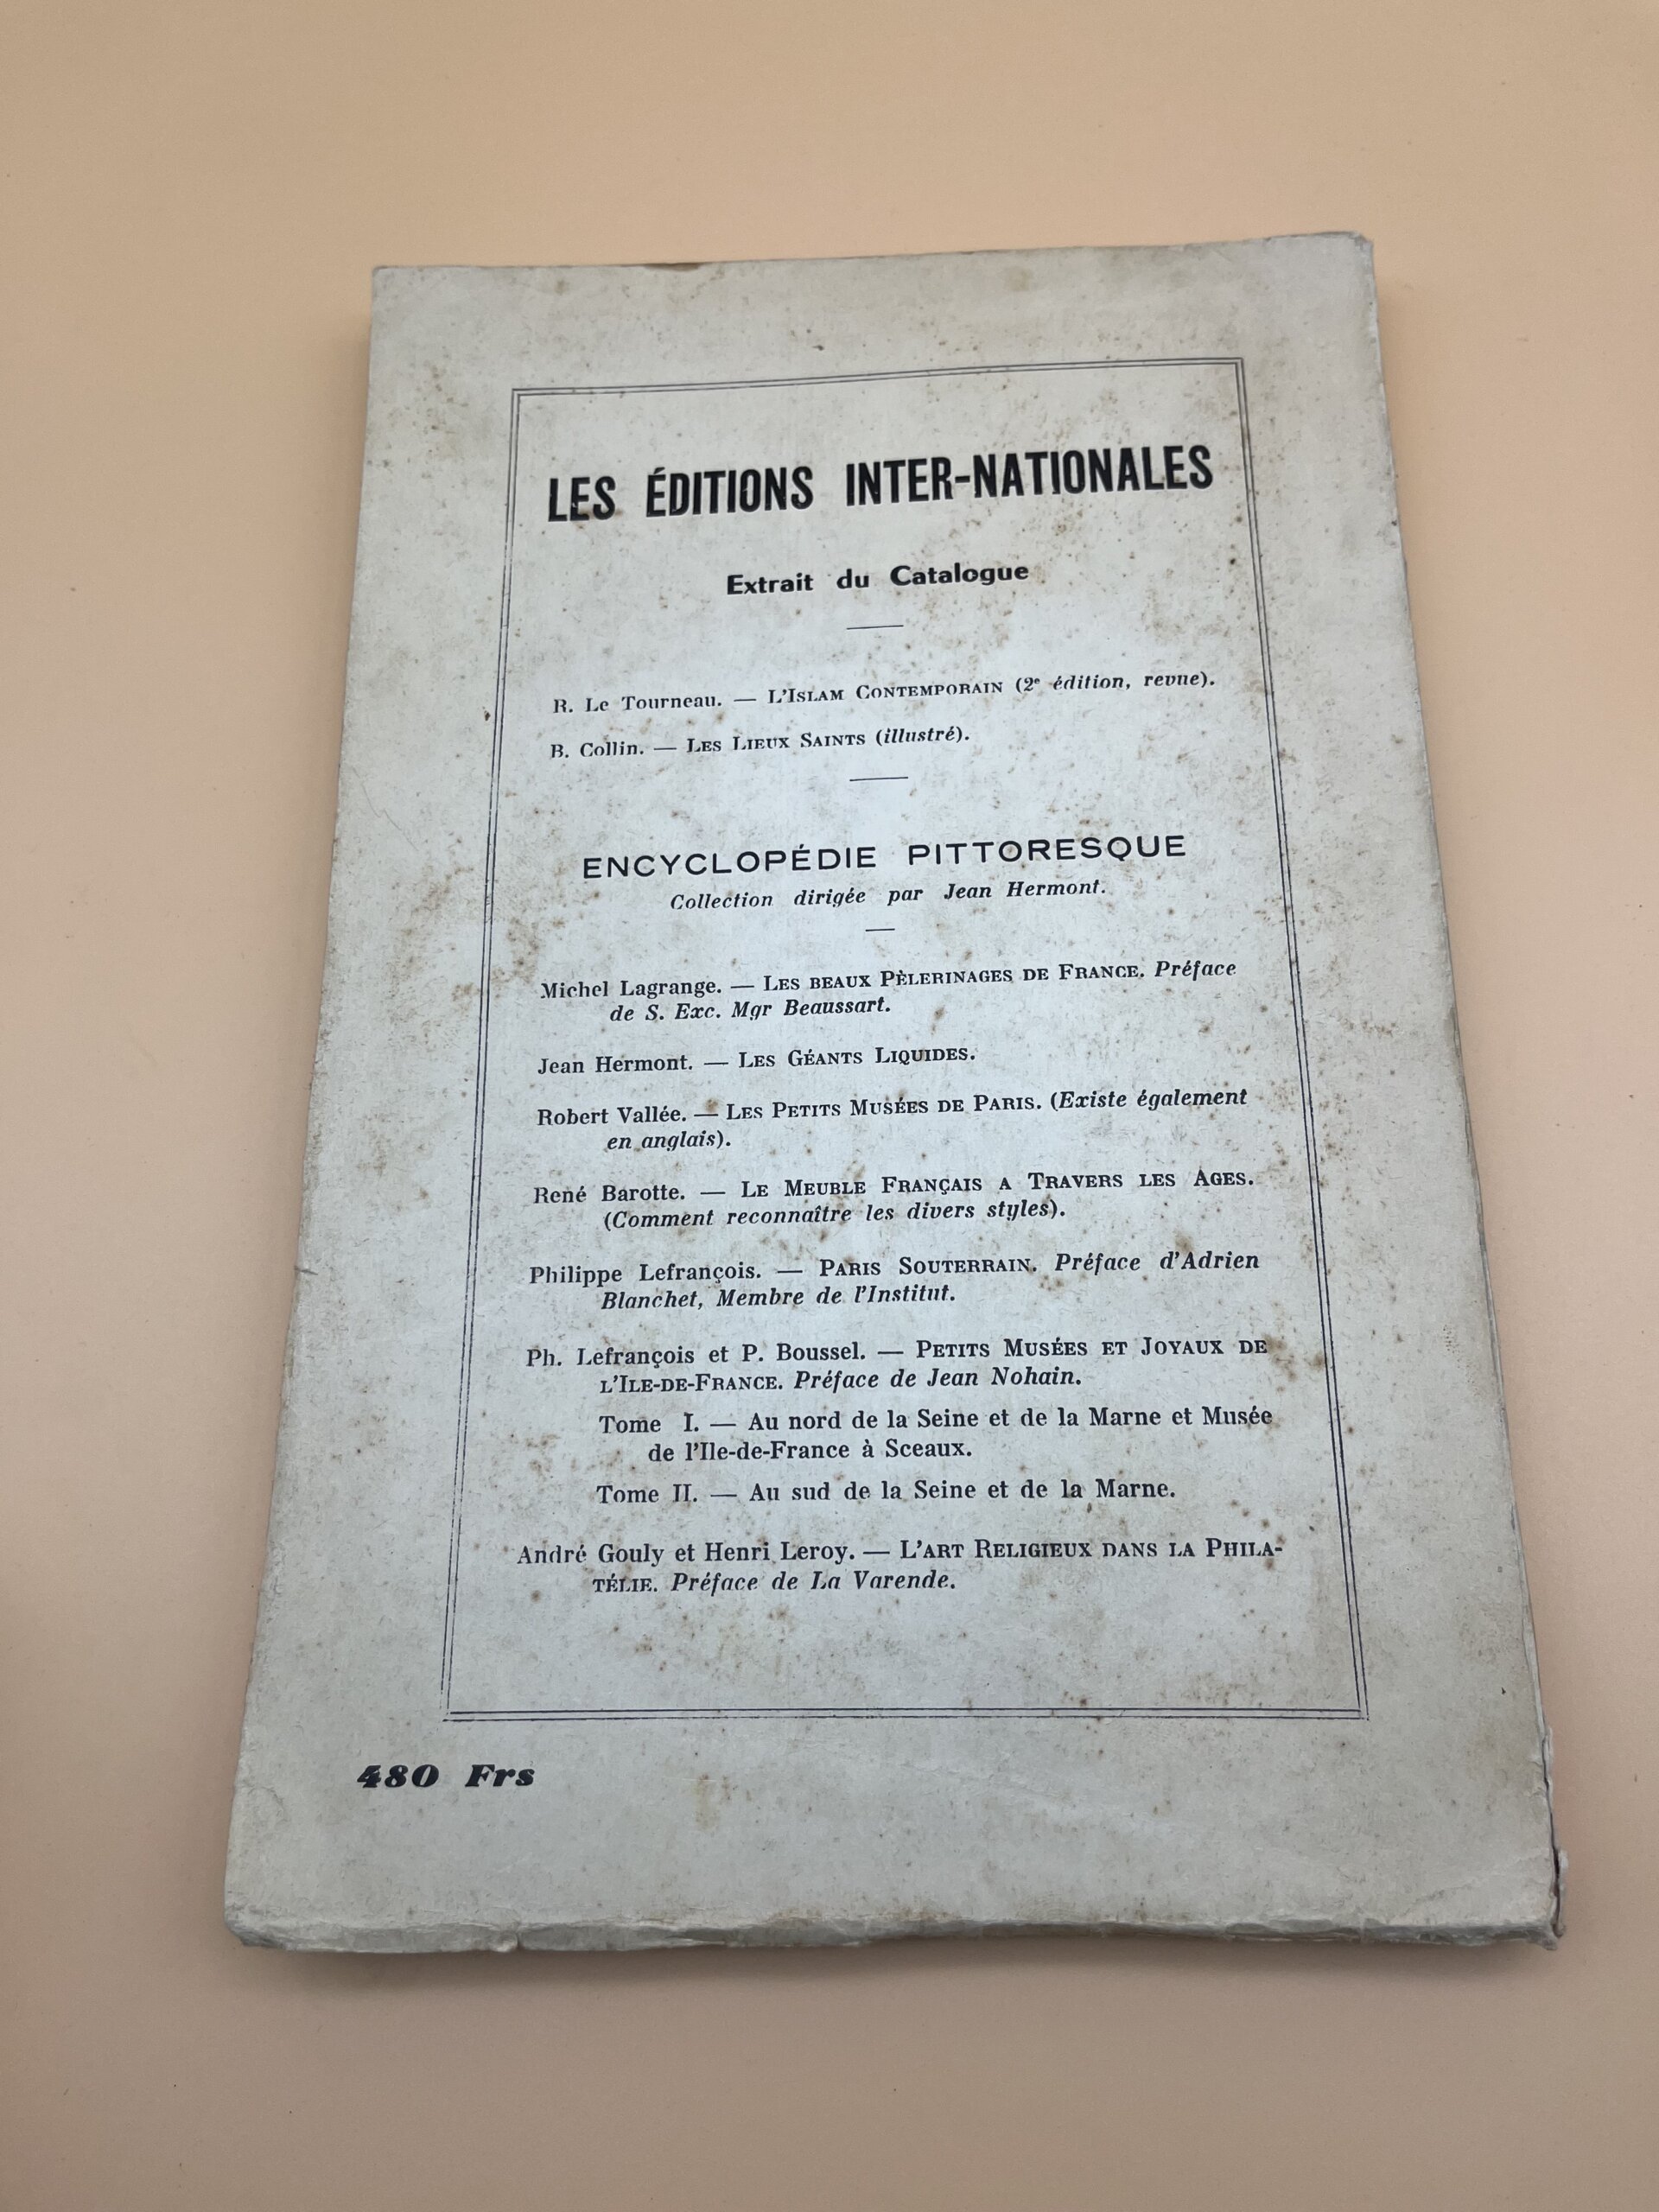 LES ÉDITIONS INTER-NATIONALES
Extrait du Catalogue
R. Le Tourneau. — L'ISLAM CONTEMPORAIN (2e édition, revue).
B. Collin. — LES LIEUX SAINTS (illustré).
ENCYCLOPÉDIE PITTORESQUE
Collection dirigée par Jean Hermont.
Michel Lagrange. — LES BEAUX PÈLERINAGES DE FRANCE. Préface
de S. Exc. Mgr Beaussart.
Jean Hermont. — LES GÉANTS LIQUIDES.
Robert Vallée. — LES PETITS MUSÉES DE PARIS. (Existe également
en anglais).
René Barotte. — LE MEUBLE FRANÇAIS A TRAVERS LES AGES.
(Comment reconnaître les divers styles).
Philippe Lefrançois. — PARIS SOUTERRAIN. Préface d'Adrien
Blanchet, Membre de l'Institut.
Ph. Lefrançois et P. Boussel. — PETITS MUSÉES ET JOYAUX DE
L'ILE-DE-FRANCE. Préface de Jean Nohain.
Tome I. — Au nord de la Seine et de la Marne et Musée
de l'Ile-de-France à Sceaux.
Tome II. — Au sud de la Seine et de la Marne.
André Gouly et Henri Leroy. — L'ART RELIGIEUX DANS LA PHILA-
TÉLIE. Préface de La Varende.
480 Frs